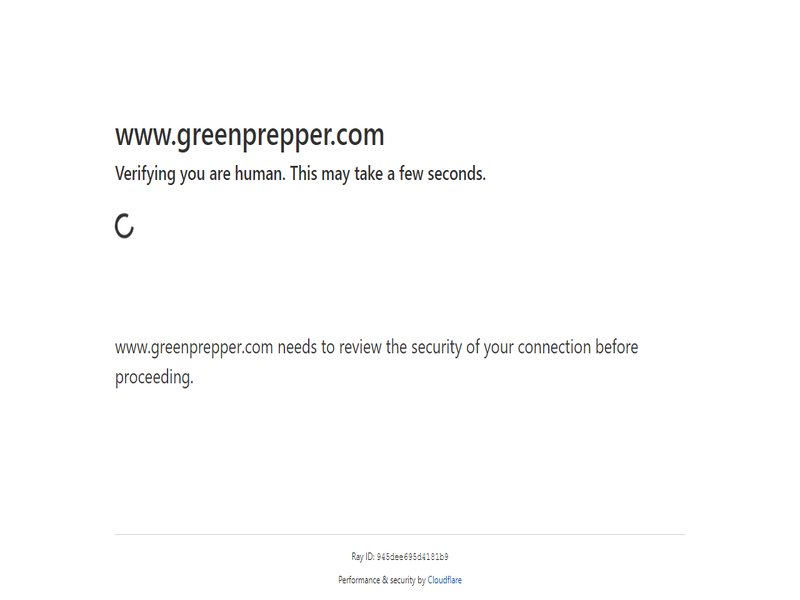 www.greenprepper.com
Verifying you are human. This may take a few seconds.
www.greenprepper.com needs to review the security of your connection before
proceeding.
Ray ID: 945dee695d4181b9
Performance & security by Cloudflare